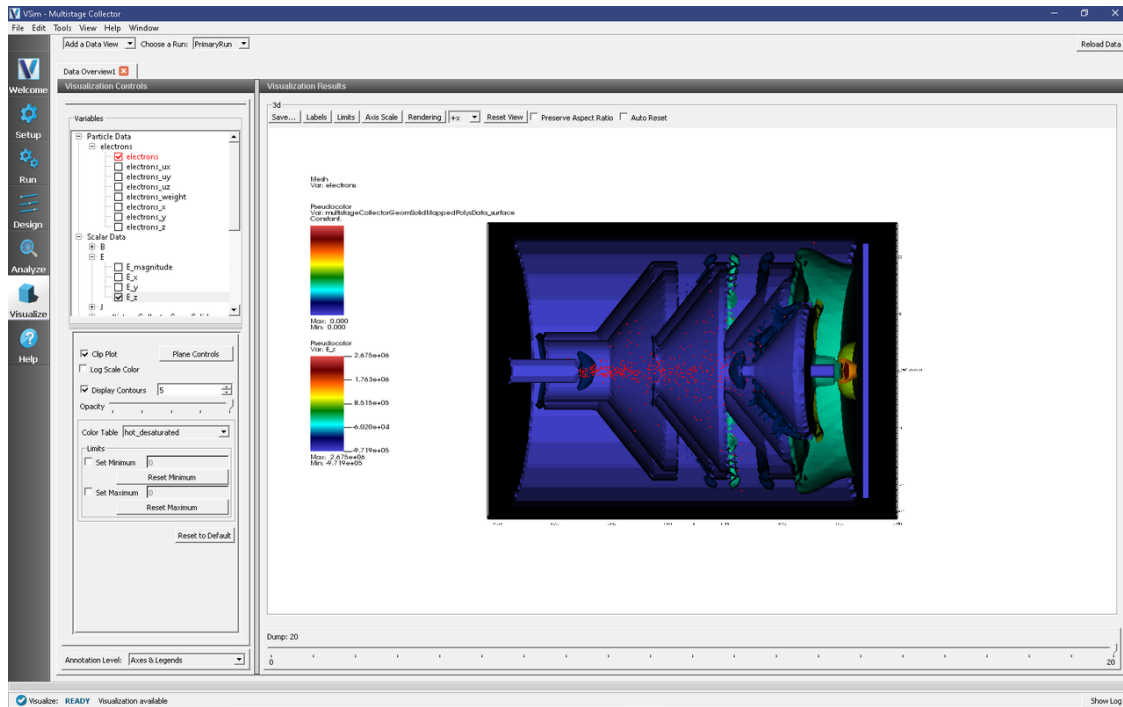 VSim - Multistage Collector
File Edit Tools View Help Window
Add a Data View Choose a Run: PrimaryRun Reload Data
Data Overview1
Welcome
Setup
Run
Design
Analyze
Visualize
Help
Visualization Controls
Variables
Particle Data
electrons
electrons
electrons_ux
electrons_uy
electrons_uz
electrons_weight
electrons_x
electrons_y
electrons_z
Scalar Data
B
E
E_magnitude
E_x
E_y
E_z
J
Clip Plot Plane Controls
Log Scale Color
Display Contours 5
Opacity
Color Table hot_desaturated
Limits
Set Minimum 0
Reset Minimum
Set Maximum 0
Reset Maximum
Reset to Default
Annotation Level: Axes & Legends
Visualization Results
3d
Save... Labels Limits Axis Scale Rendering +x Reset View Preserve Aspect Ratio Auto Reset
Mesh
Var: electrons
Pseudocolor
Var: multistageCollectorGeomSolidMappedPolysData_surface
Constant.
Max: 0.000
Min: 0.000
Pseudocolor
Var: E_z
2.675e+06
1.763e+06
8.515e+05
-6.020e+04
-9.719e+05
Max: 2.675e+06
Min: -9.719e+05
Dump: 20
0 20
Visualize: READY Visualization available Show Log